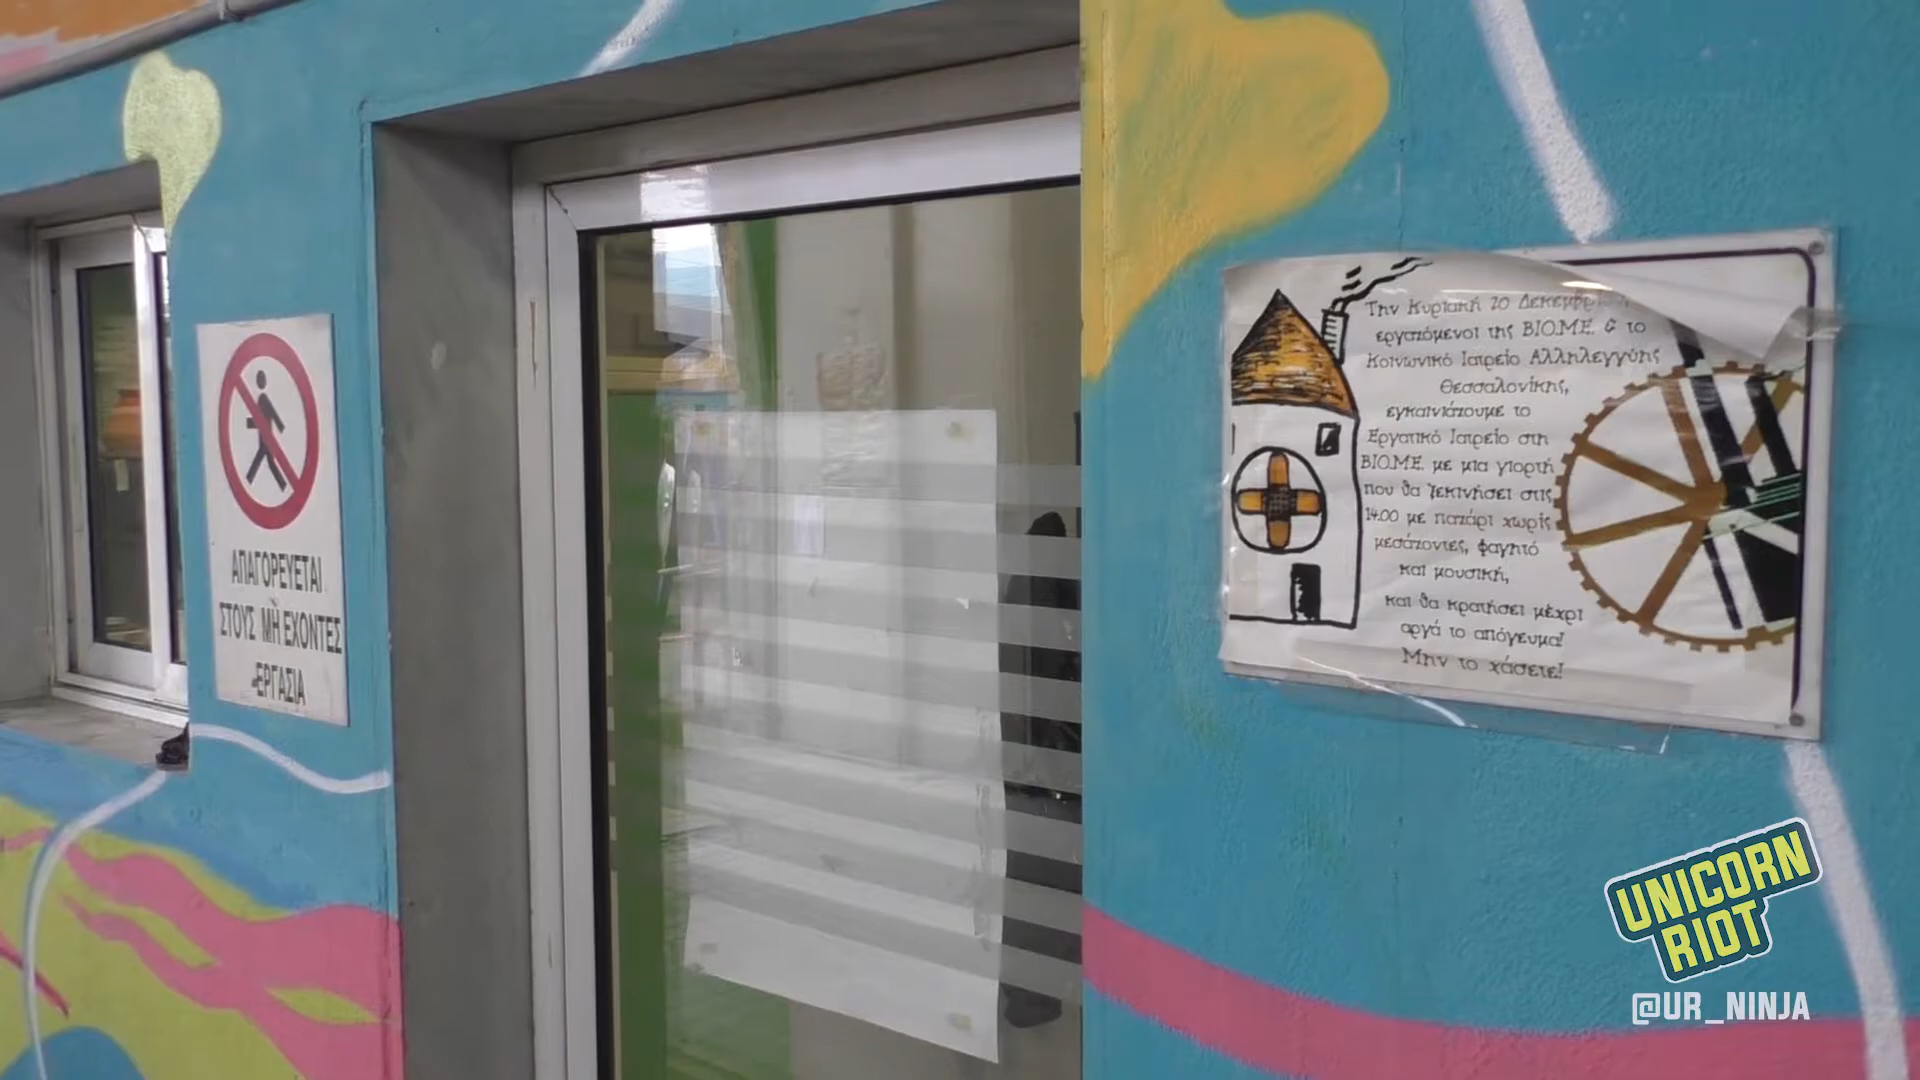 ΑΠΑΓΟΡΕΥΕΤΑΙ
ΣΤΟΥΣ ΜΗ ΕΧΟΝΤΕΣ
ΕΡΓΑΣΙΑ
Την Κυριακή 20 Δεκεμβρ
εργαζόμενοι της ΒΙΟ.ΜΕ. & το
Κοινωνικό Ιατρείο Αλληλεγγύης
Θεσσαλονίκης,
εγκαινιάζουμε το
Εργατικό Ιατρείο στη
ΒΙΟ.ΜΕ. με μια γιορτή
που θα ξεκινήσει στις
14.00 με παζάρι χωρίς
μεσάζοντες, φαγητό
και μουσική,
και θα κρατήσει μέχρι
αργά το απόγευμα!
Μην το χάσετε!
UNICORN
RIOT
@UR_NINJA